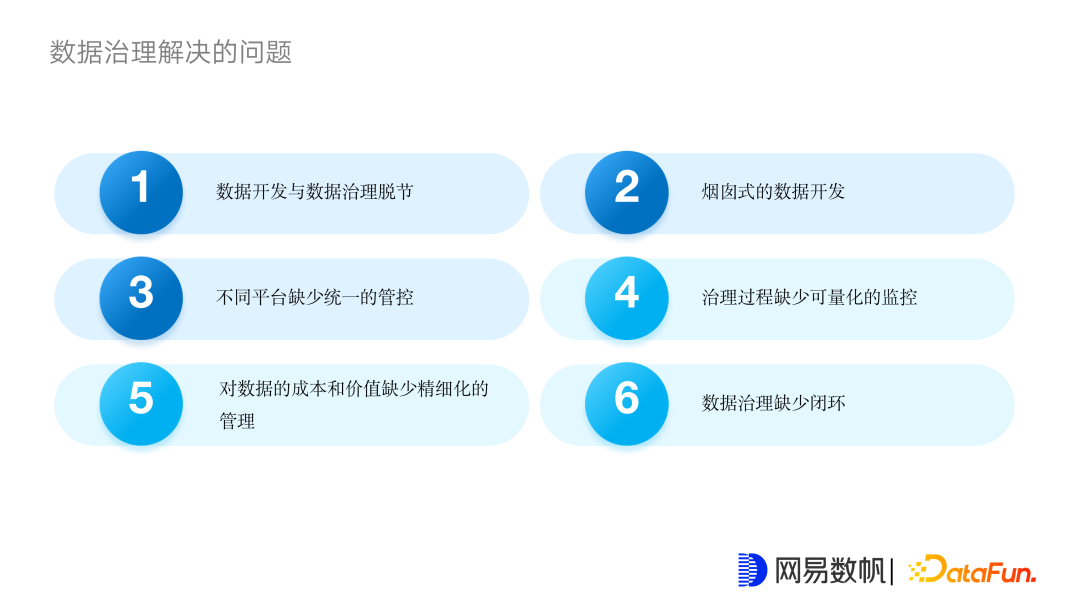 数据治理解决的问题
1
数据开发与数据治理脱节
2
烟囱式的数据开发
3
不同平台缺少统一的管控
4
治理过程缺少可量化的监控
5
对数据的成本和价值缺少精细化的
管理
6
数据治理缺少闭环
网易数帆
DataFun.